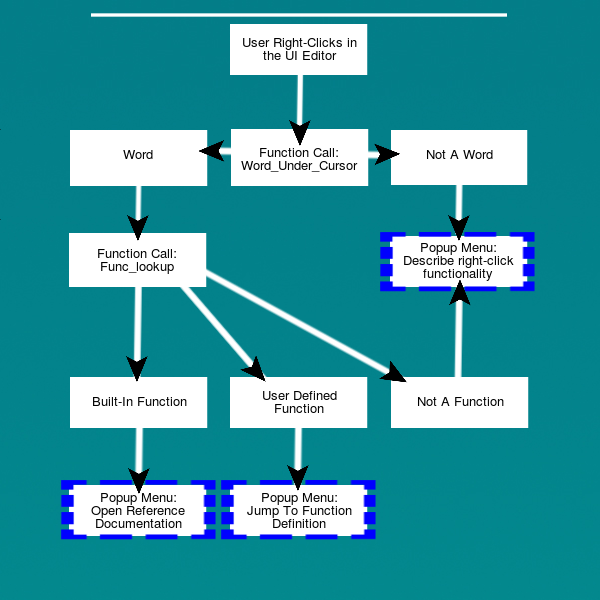 User Right-Clicks in
the UI Editor
Word
Function Call:
Word_Under_Cursor
Not A Word
Function Call:
Func_lookup
Popup Menu:
Describe right-click
functionality
Built-In Function
User Defined
Function
Not A Function
Popup Menu:
Open Reference
Documentation
Popup Menu:
Jump To Function
Definition